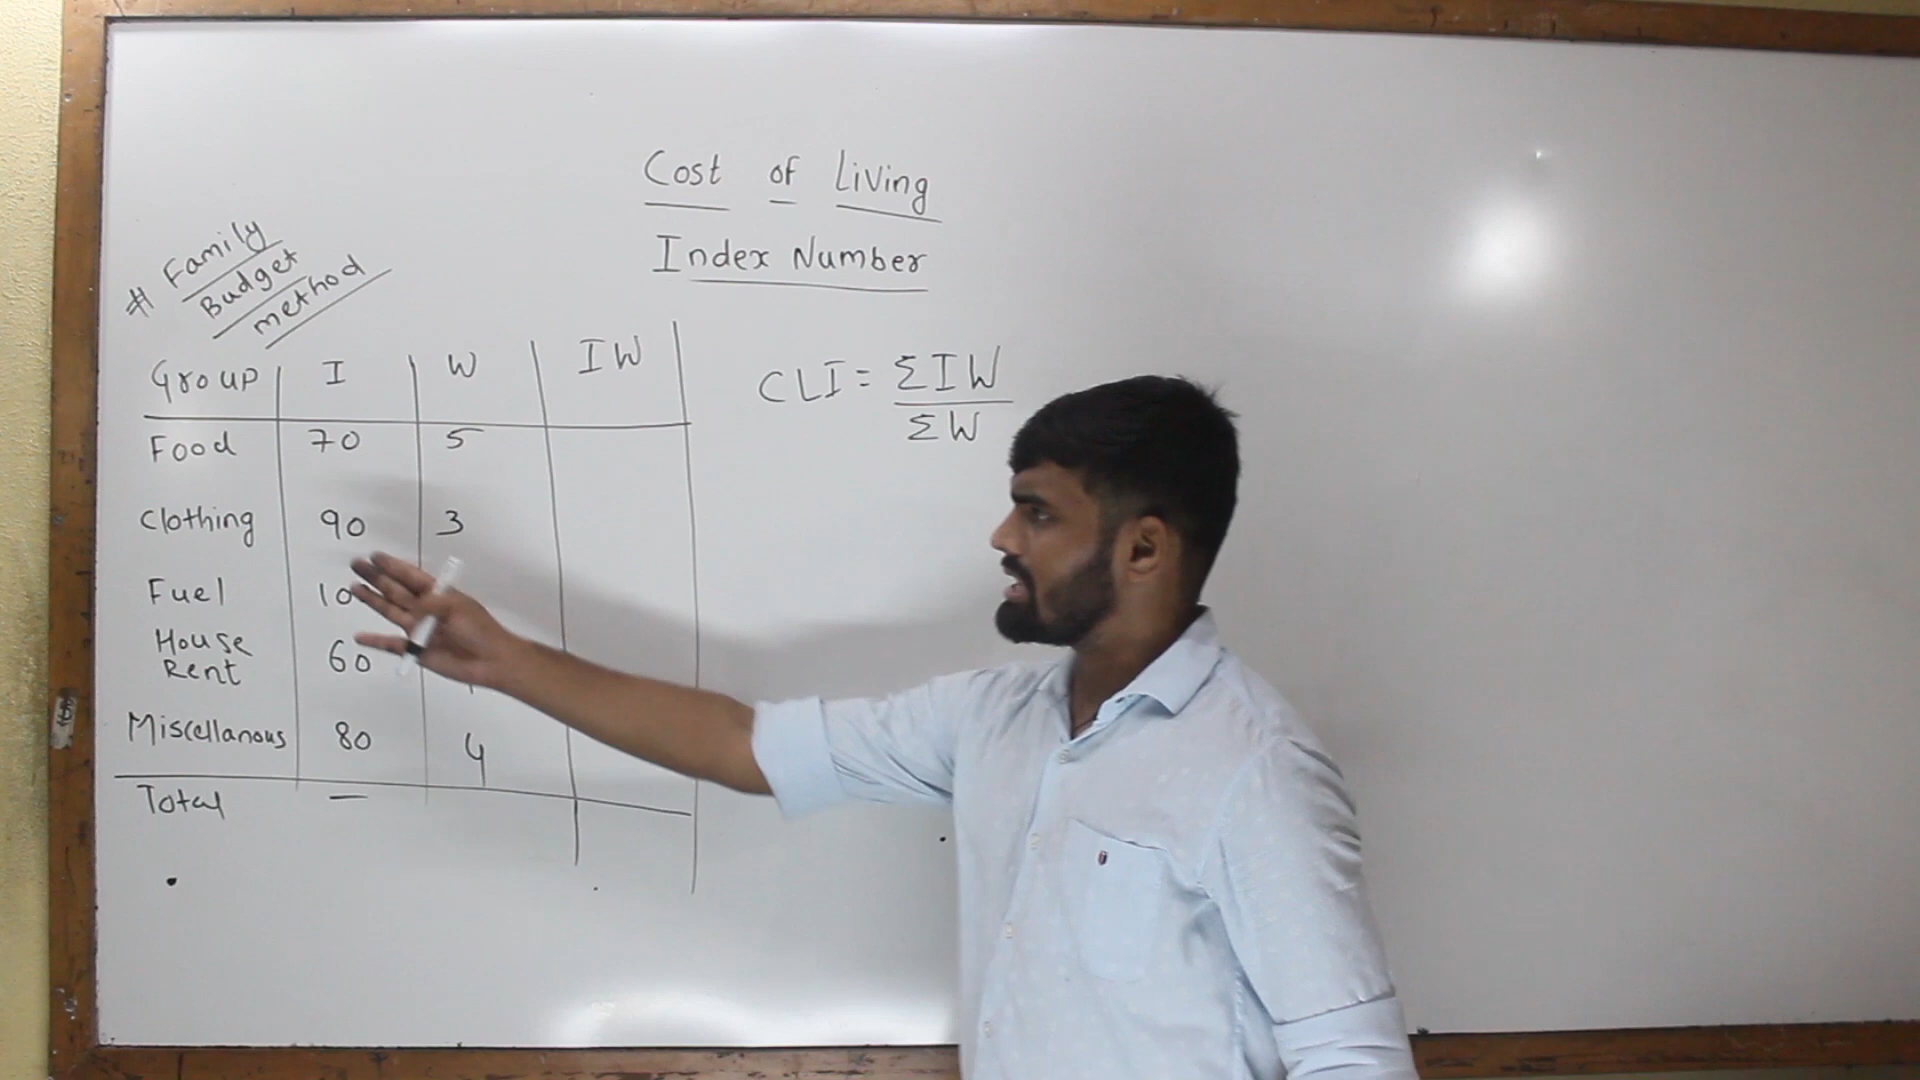 Cost of Living
Index Number
# Family
Budget
method
Group I W IW
Food 70 5
Clothing 90 3
Fuel
House
Rent 60
Miscellanous 80 4
Total —
CLI = ΣIW
ΣW